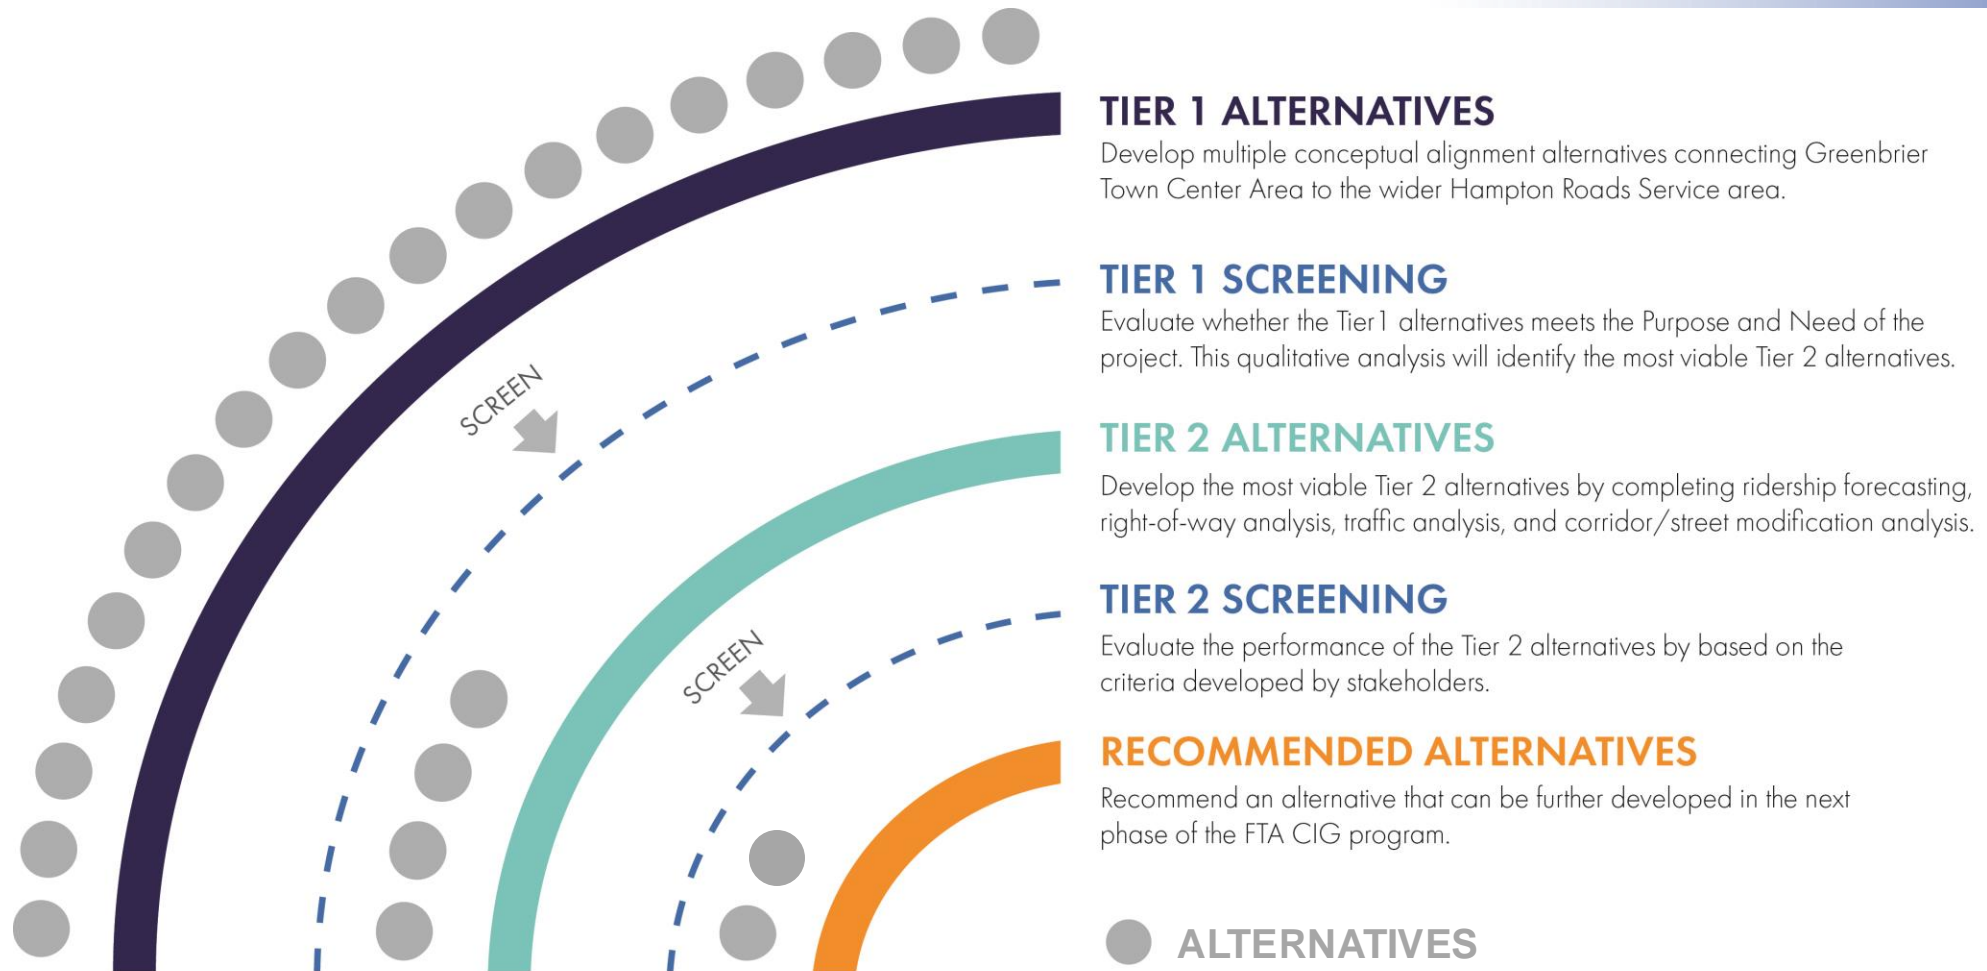 TIER 1 ALTERNATIVES
Develop multiple conceptual alignment alternatives connecting Greenbrier
Town Center Area to the wider Hampton Roads Service area.
TIER 1 SCREENING
Evaluate whether the Tier1 alternatives meets the Purpose and Need of the
project. This qualitative analysis will identify the most viable Tier 2 alternatives.
SCREEN
TIER 2 ALTERNATIVES
Develop the most viable Tier 2 alternatives by completing ridership forecasting,
right-of-way analysis, traffic analysis, and corridor/street modification analysis.
TIER 2 SCREENING
Evaluate the performance of the Tier 2 alternatives by based on the
criteria developed by stakeholders.
SCREEN
RECOMMENDED ALTERNATIVES
Recommend an alternative that can be further developed in the next
phase of the FTA CIG program.
ALTERNATIVES